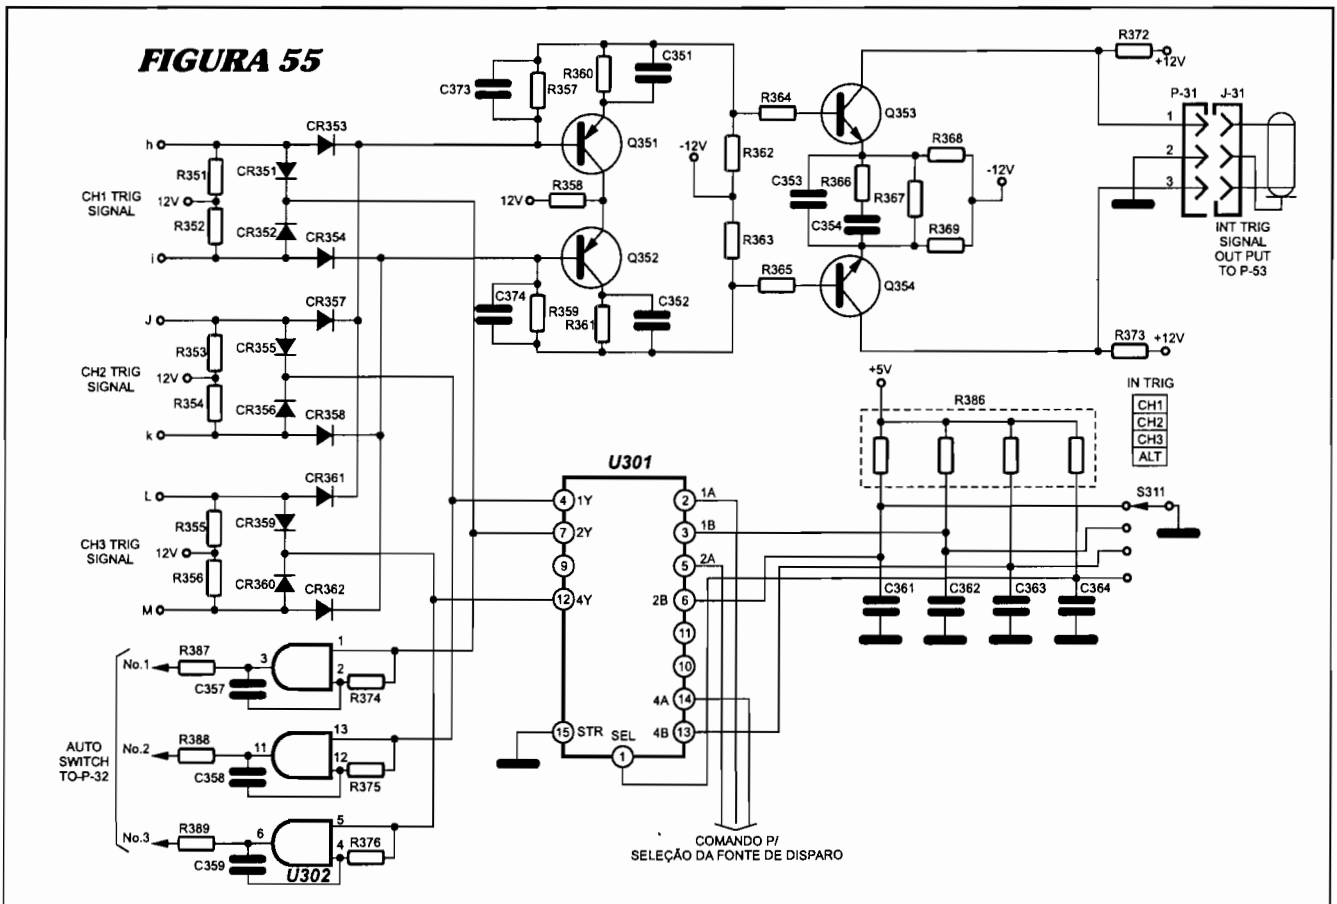 FIGURA 55
h
R351
CH1 TRIG
SIGNAL
12V
R352
i
CR351
CR352
CR353
CR354
J
R353
CH2 TRIG
SIGNAL
12V
R354
k
CR355
CR356
CR357
CR358
L
R355
CH3 TRIG
SIGNAL
12V
R356
M
CR359
CR360
CR361
CR362
C373
R357
R360
C351
Q351
12V
R358
Q352
C374
R359
R361
C352
-12V
R362
R363
R364
R365
Q353
Q354
C353
R366
C354
R367
R368
R369
-12V
R372
+12V
P-31
J-31
1
2
3
INT TRIG
SIGNAL
OUT PUT
TO P-53
R373
+12V
IN TRIG
CH1
CH2
CH3
ALT
+5V
R386
S311
C361
C362
C363
C364
U301
4
1Y
7
2Y
9
12
4Y
15
STR
SEL
1
2
1A
3
1B
5
2A
6
2B
11
10
14
4A
13
4B
COMANDO P/
SELEÇÃO DA FONTE DE DISPARO
AUTO
SWITCH
TO-P-32
No.1
R387
3
C357
1
2
R374
No.2
R388
11
C358
13
12
R375
No.3
R389
6
C359
5
4
R376
U302